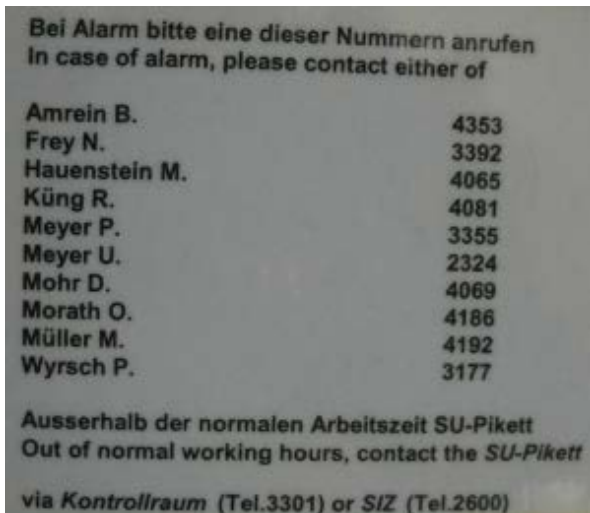 Bei Alarm bitte eine dieser Nummern anrufen
In case of alarm, please contact either of
Amrein B. 4353
Frey N. 3392
Hauenstein M. 4065
Küng R. 4081
Meyer P. 3355
Meyer U. 2324
Mohr D. 4069
Morath O. 4186
Müller M. 4192
Wyrsch P. 3177
Ausserhalb der normalen Arbeitszeit SU-Pikett
Out of normal working hours, contact the SU-Pikett
via Kontrollraum (Tel.3301) or SIZ (Tel.2600)